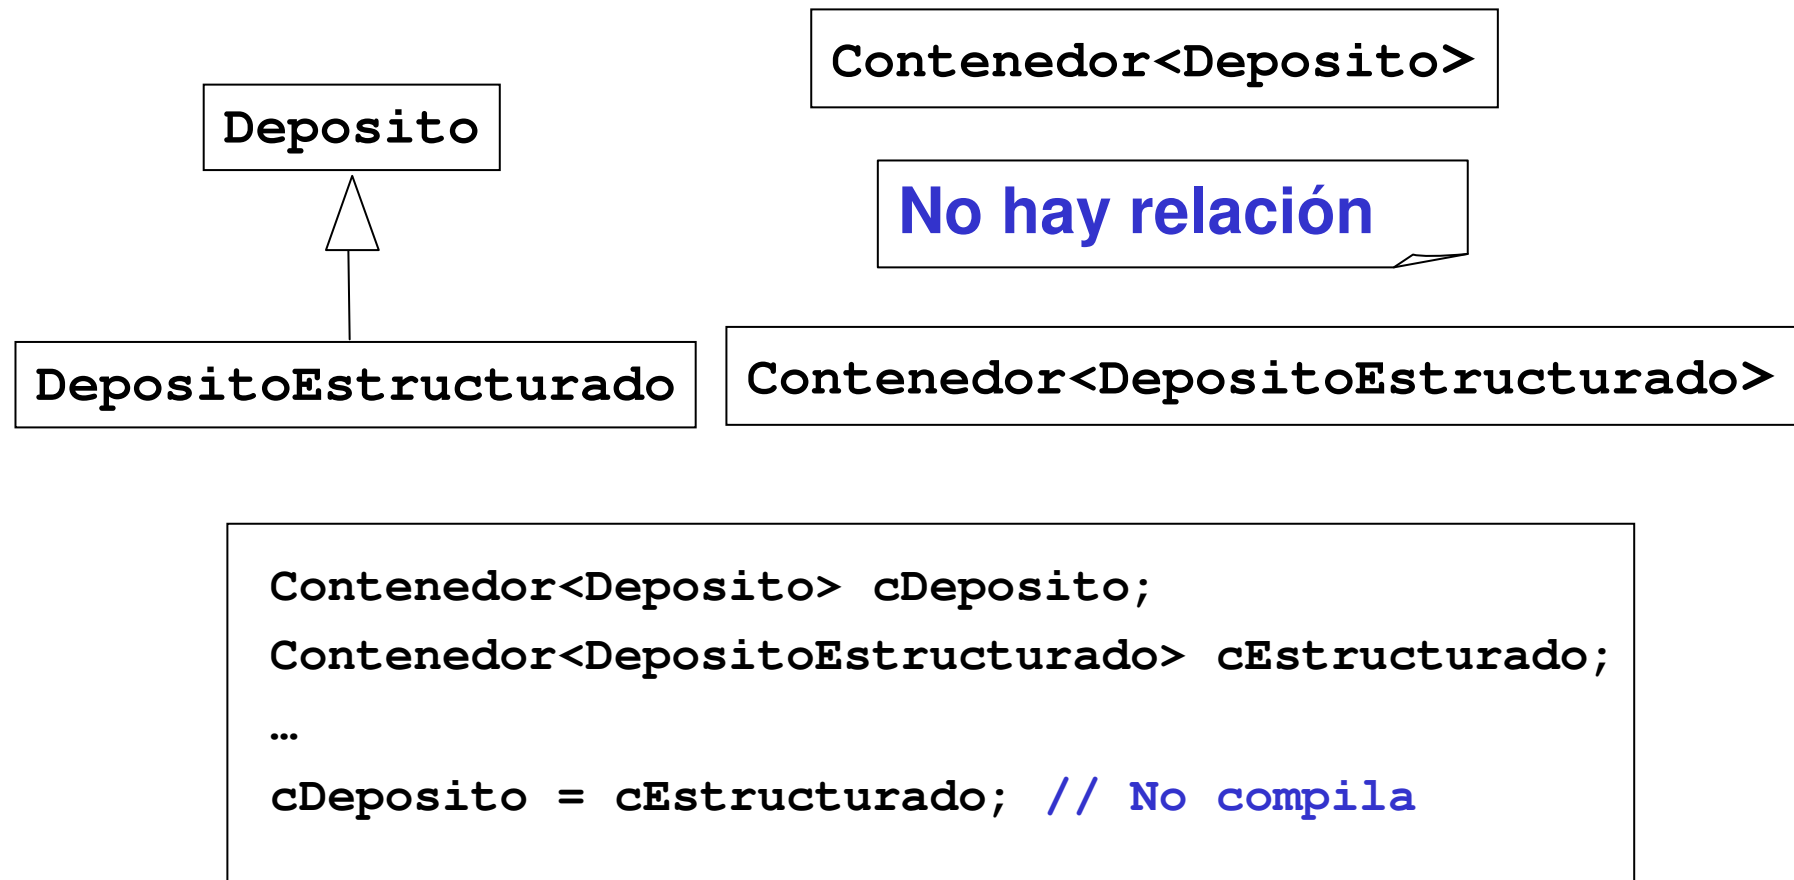 Contenedor<Deposito>
Deposito
No hay relación
DepositoEstructurado
Contenedor<DepositoEstructurado>
Contenedor<Deposito> cDeposito;
Contenedor<DepositoEstructurado> cEstructurado;
…
cDeposito = cEstructurado; // No compila